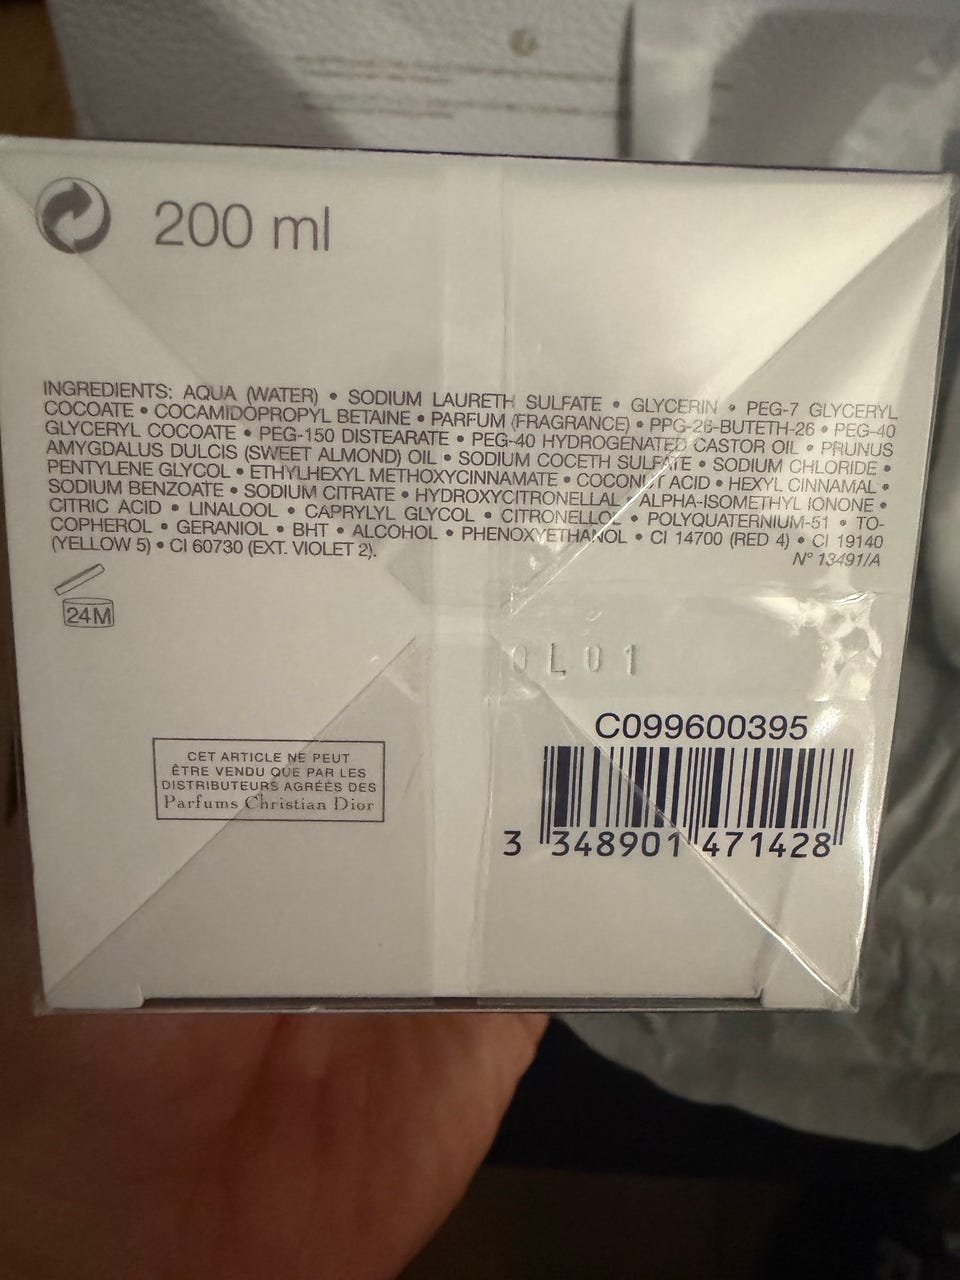 200 ml
INGREDIENTS: AQUA (WATER) • SODIUM LAURETH SULFATE • GLYCERIN • PEG-7 GLYCERYL
COCOATE • COCAMIDOPROPYL BETAINE • PARFUM (FRAGRANCE) • PPG-26-BUTETH-26 • PEG-40
GLYCERYL COCOATE • PEG-150 DISTEARATE • PEG-40 HYDROGENATED CASTOR OIL • PRUNUS
AMYGDALUS DULCIS (SWEET ALMOND) OIL • SODIUM COCETH SULFATE • SODIUM CHLORIDE •
PENTYLENE GLYCOL • ETHYLHEXYL METHOXYCINNAMATE • COCONUT ACID • HEXYL CINNAMAL •
SODIUM BENZOATE • SODIUM CITRATE • HYDROXYCITRONELLAL • ALPHA-ISOMETHYL IONONE •
CITRIC ACID • LINALOOL • CAPRYLYL GLYCOL • CITRONELLOL • POLYQUATERNIUM-51 • TO-
COPHEROL • GERANIOL • BHT • ALCOHOL • PHENOXYETHANOL • CI 14700 (RED 4) • CI 19140
(YELLOW 5) • CI 60730 (EXT. VIOLET 2).
N° 13491/A
24M
0L01
C099600395
CET ARTICLE NE PEUT
ÊTRE VENDU QUE PAR LES
DISTRIBUTEURS AGRÉÉS DES
Parfums Christian Dior
3 348901 471428